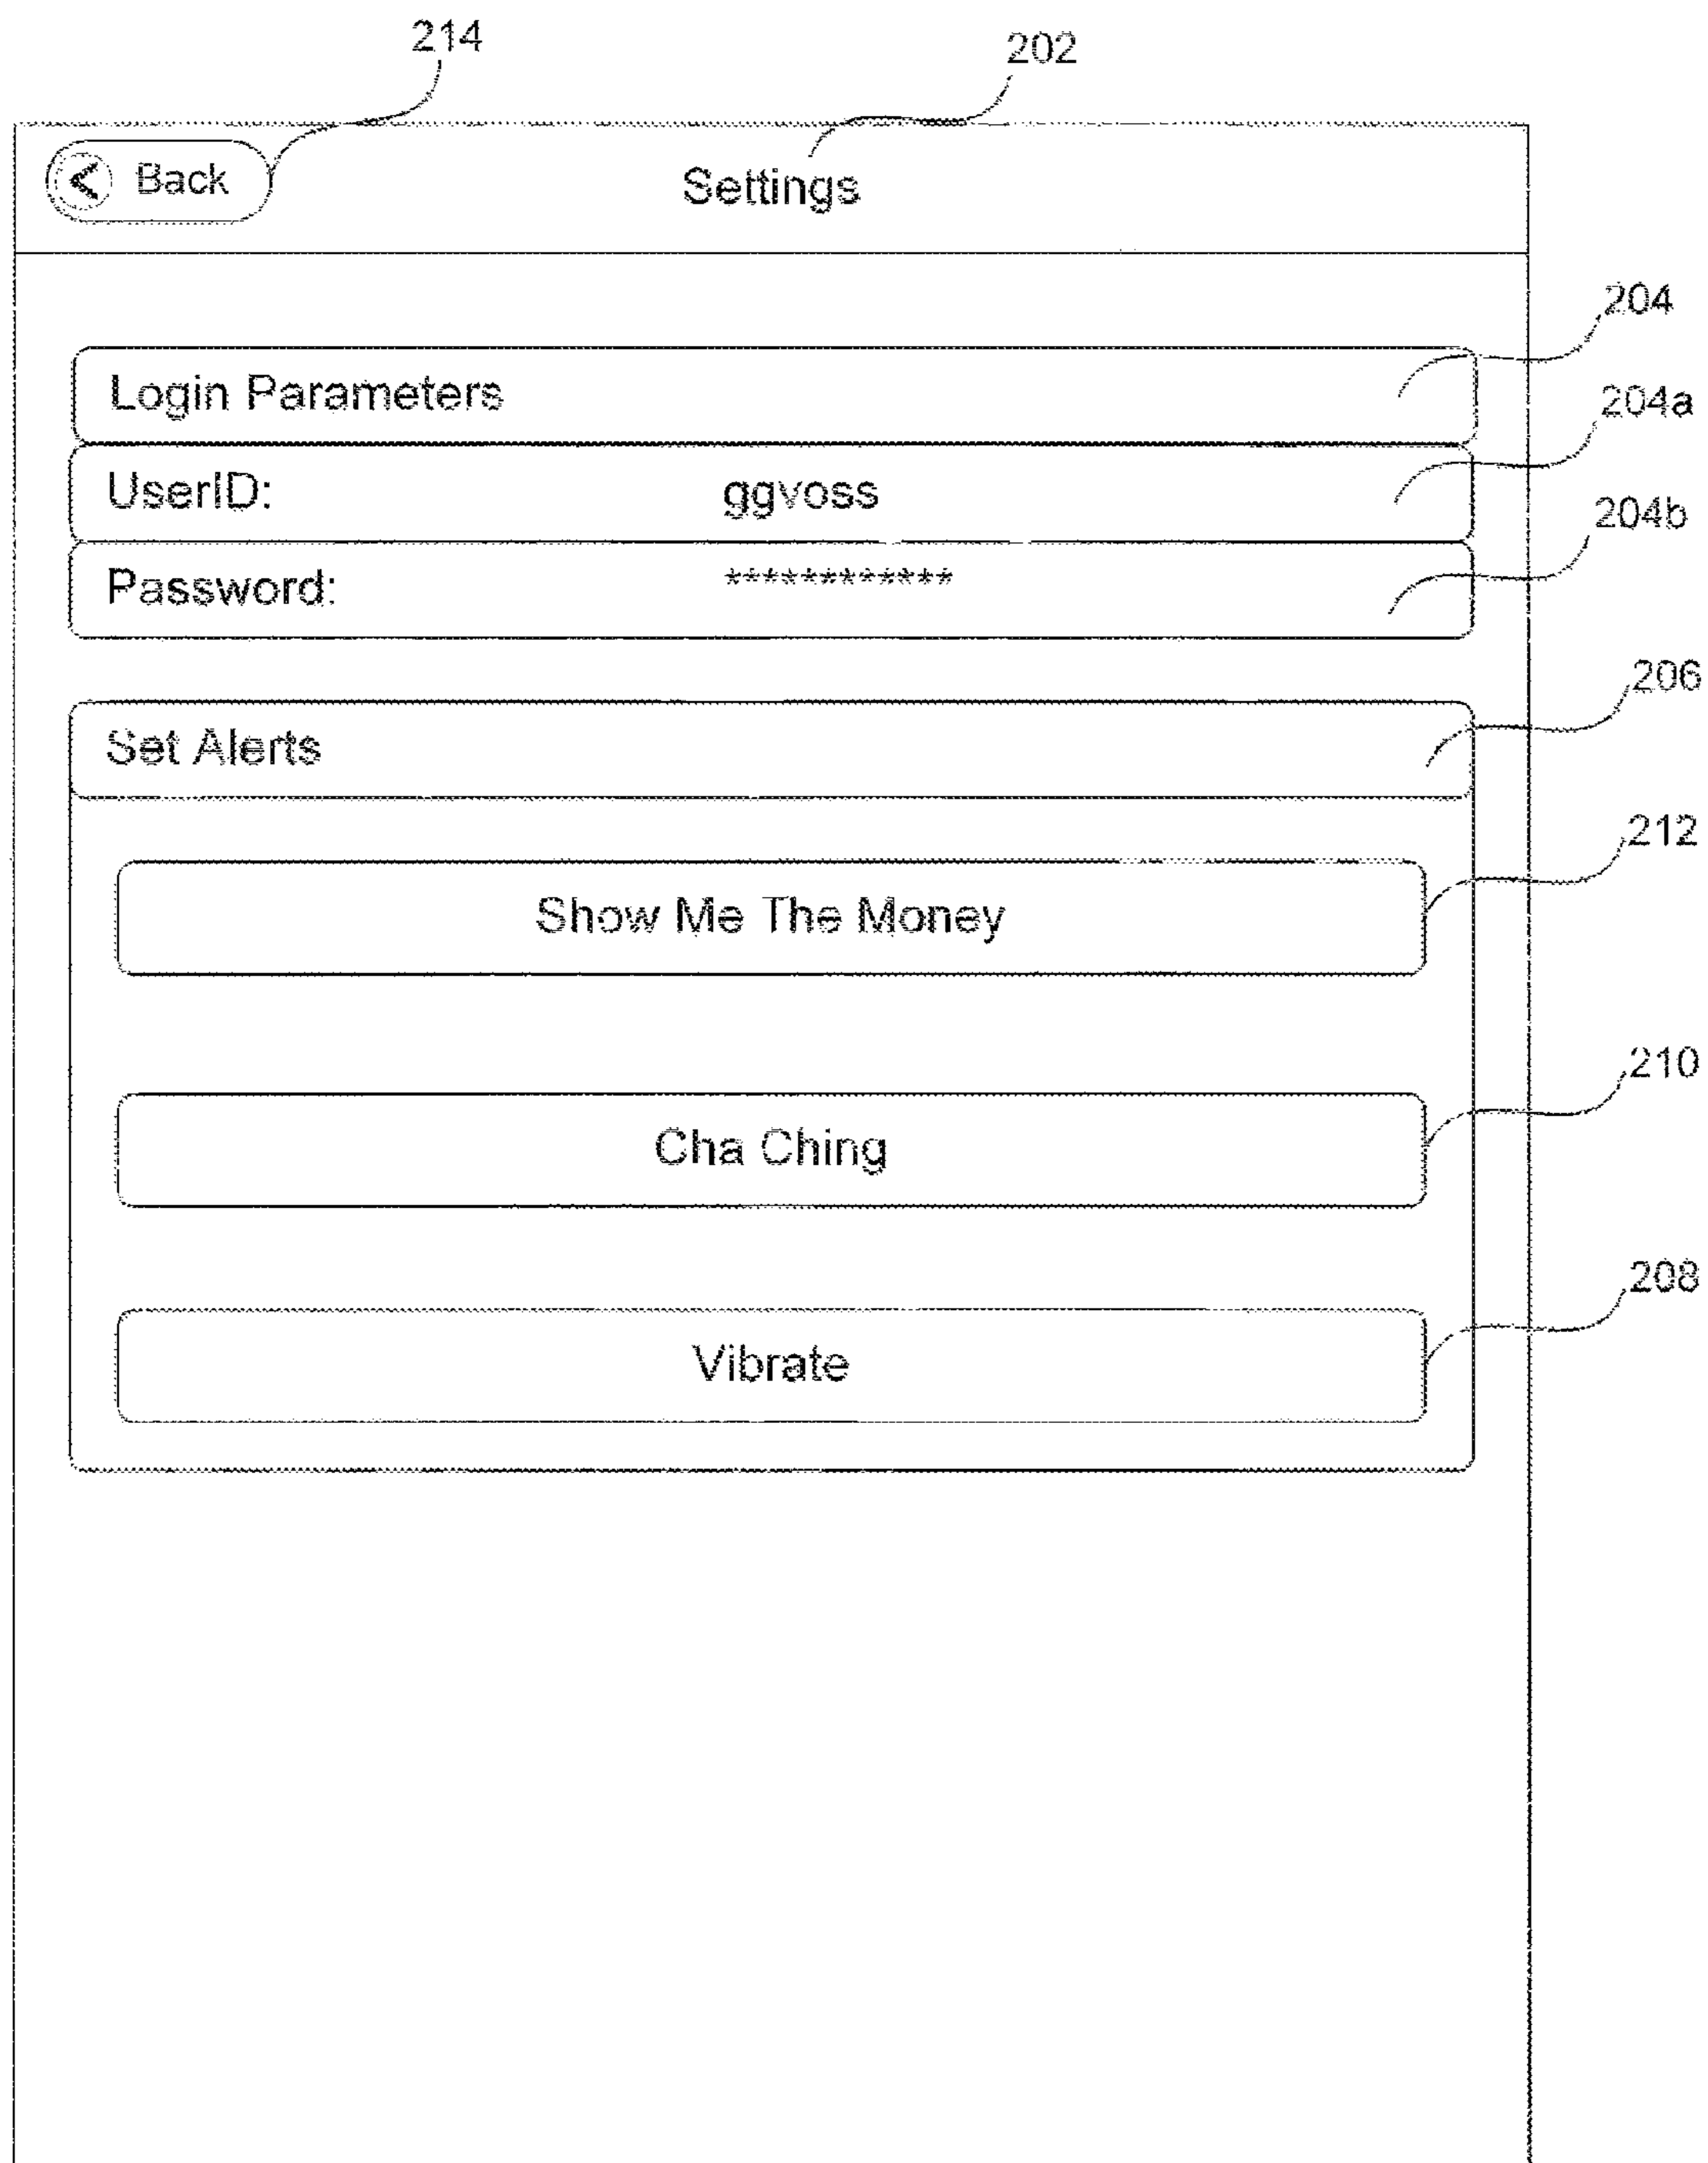 214
202
< Back
Settings
204
Login Parameters
204a
UserID: ggvoss
204b
Password: ************
206
Set Alerts
212
Show Me The Money
210
Cha Ching
208
Vibrate